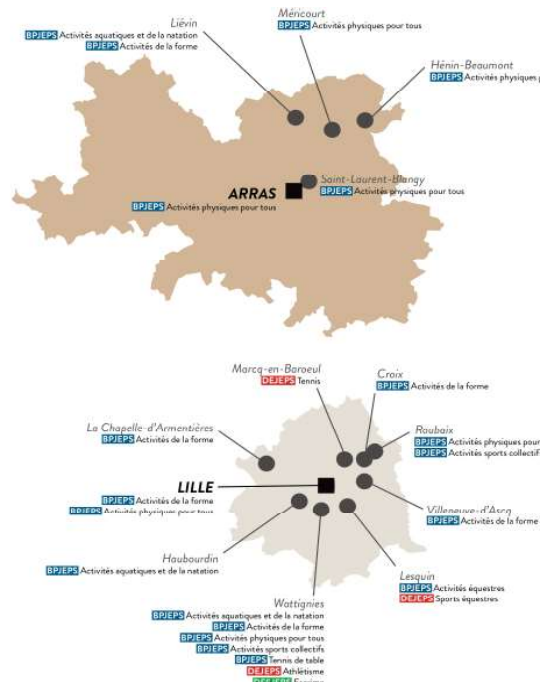 Liévin
BPJEPS Activités aquatiques et de la natation
BPJEPS Activités de la forme
Méricourt
BPJEPS Activités physiques pour tous
Hénin-Beaumont
BPJEPS Activités physiques
Saint-Laurent-Blangy
BPJEPS Activités physiques pour tous
ARRAS
BPJEPS Activités physiques pour tous
Marcq-en-Baroeul
DEJEPS Tennis
Croix
BPJEPS Activités de la forme
La Chapelle-d'Armentières
BPJEPS Activités de la forme
Roubaix
BPJEPS Activités physiques pour
BPJEPS Activités sports collectifs
LILLE
BPJEPS Activités de la forme
BPJEPS Activités physiques pour tous
Villeneuve-d'Ascq
BPJEPS Activités de la forme
Haubourdin
BPJEPS Activités aquatiques et de la natation
Lesquin
BPJEPS Activités équestres
DEJEPS Sports équestres
Wattignies
BPJEPS Activités aquatiques et de la natation
BPJEPS Activités de la forme
BPJEPS Activités physiques pour tous
BPJEPS Activités sports collectifs
BPJEPS Tennis de table
DEJEPS Athlétisme
Escrime